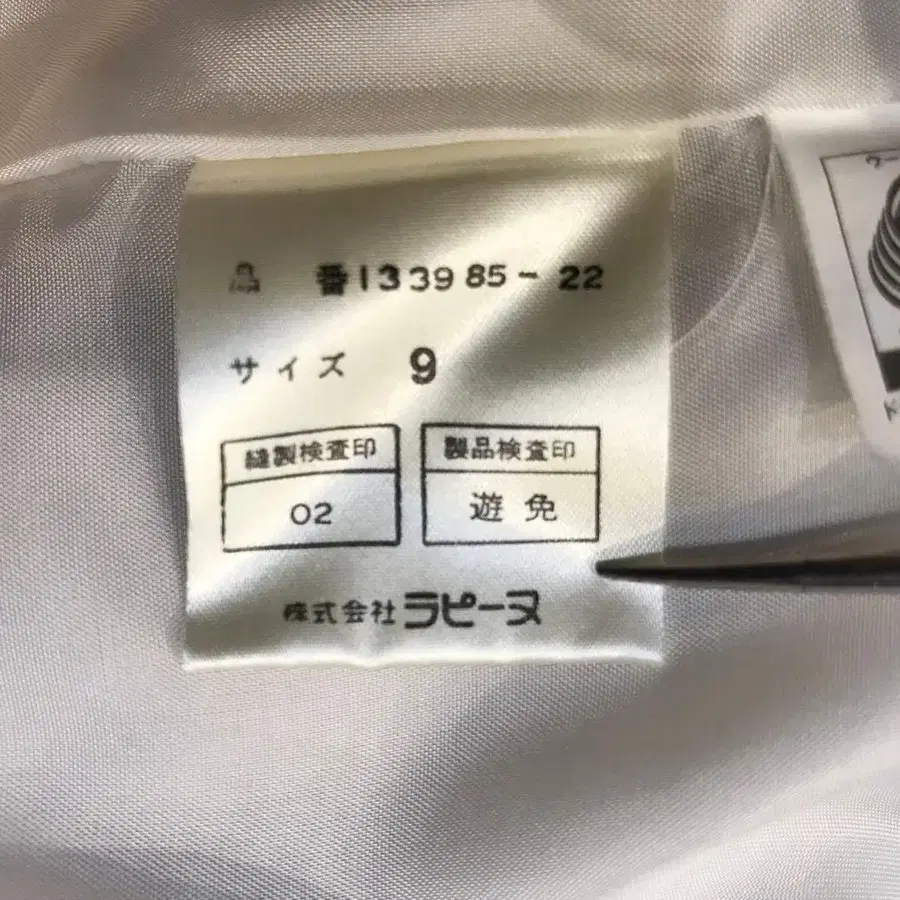 品 番133985-22
サイズ 9
縫製検査印
製品検査印
02
遊免
株式会社ラピーヌ